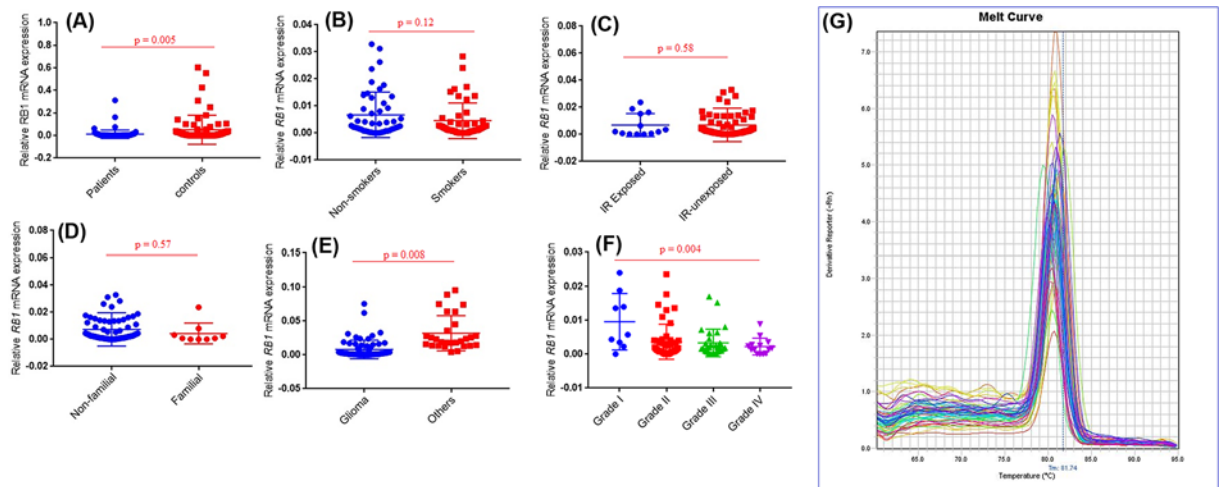 (A)
p = 0.005
Relative RB1 mRNA expression
1.0
0.8
0.6
0.4
0.2
0.0
-0.2
Patients
controls
(B)
p = 0.12
Relative RB1 mRNA expression
0.04
0.03
0.02
0.01
0.00
-0.01
Non-smokers
Smokers
(C)
p = 0.58
Relative RB1 mRNA expression
0.08
0.06
0.04
0.02
0.00
-0.02
IR Exposed
IR-unexposed
(D)
p = 0.57
Relative RB1 mRNA expression
0.08
0.06
0.04
0.02
0.00
-0.02
Non-familial
Familial
(E)
p = 0.008
Relative RB1 mRNA expression
0.15
0.10
0.05
0.00
-0.05
Glioma
Others
(F)
p = 0.004
Relative RB1 mRNA expression
0.03
0.02
0.01
0.00
-0.01
Grade I
Grade II
Grade III
Grade IV
(G)
Melt Curve
Derivative Reporter (-Rn)
7.0
6.0
5.0
4.0
3.0
2.0
1.0
0.0
65.0
70.0
80.0
85.0
90.0
95.0
Temperature (°C)
Tm: 81.74